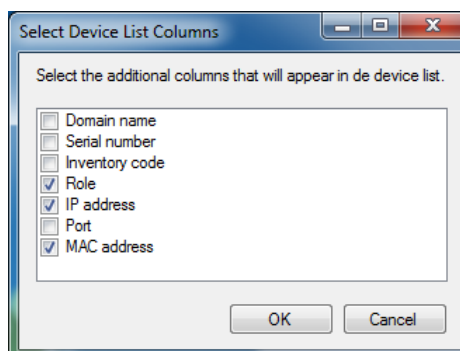 Select Device List Columns
Select the additional columns that will appear in de device list.
Domain name
Serial number
Inventory code
Role
IP address
Port
MAC address
OK
Cancel